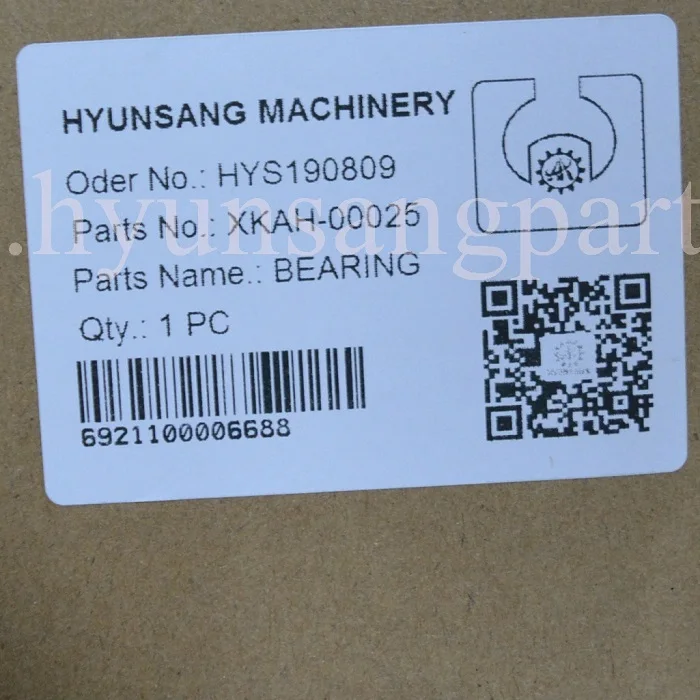 HYUNSANG MACHINERY
Oder No.: HYS190809
Parts No.: XKAH-00025
.hyunsangpart
Parts Name.: BEARING
Qty.: 1 PC
6921100006688